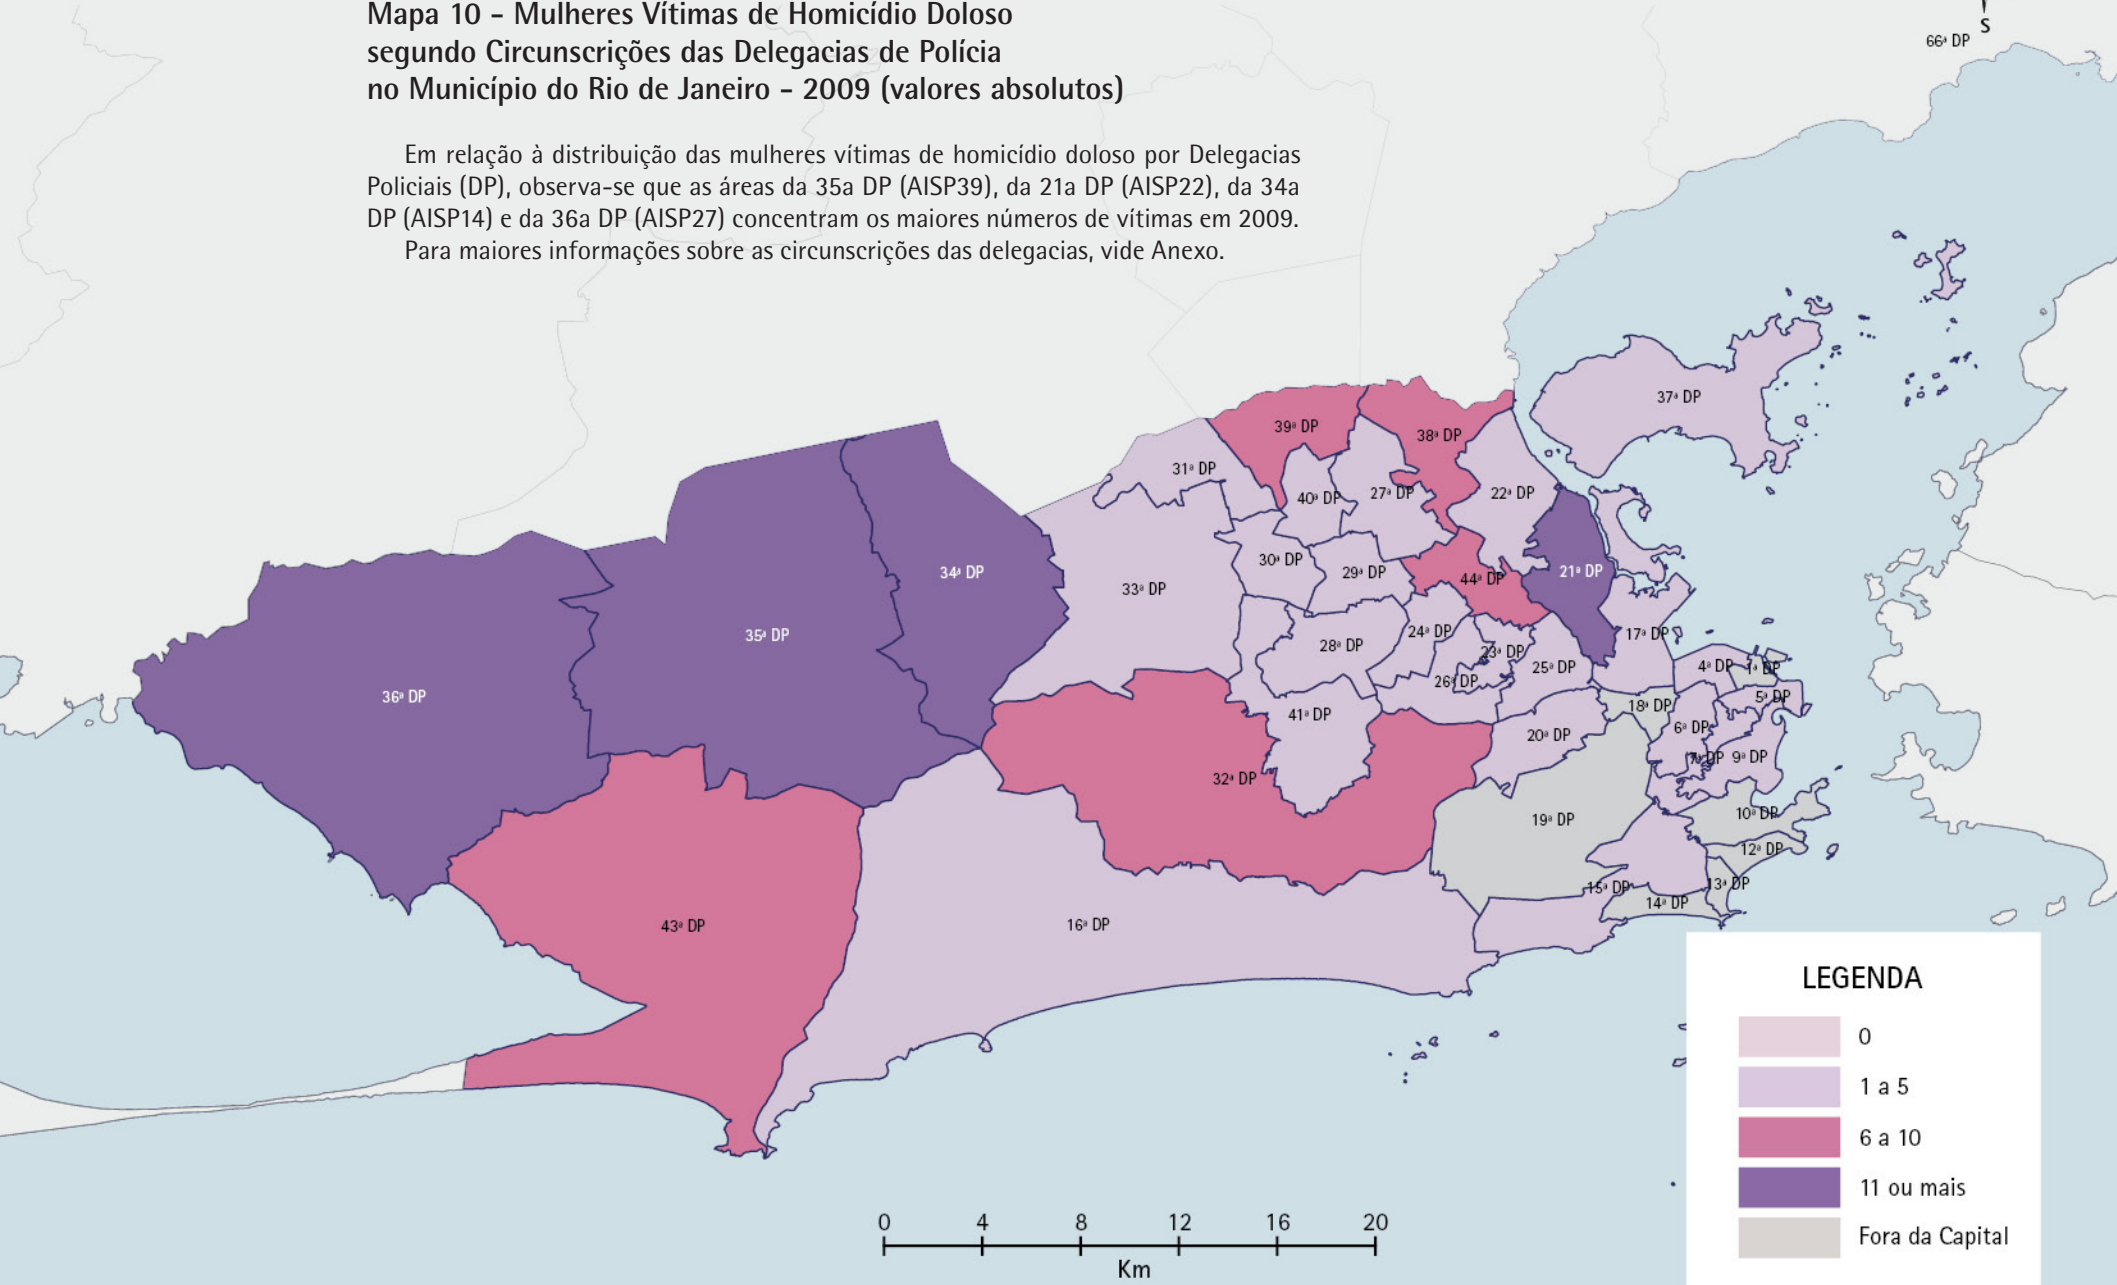 Mapa 10 - Mulheres Vítimas de Homicídio Doloso
segundo Circunscrições das Delegacias de Polícia
no Município do Rio de Janeiro - 2009 (valores absolutos)
Em relação à distribuição das mulheres vítimas de homicídio doloso por Delegacias
Policiais (DP), observa-se que as áreas da 35a DP (AISP39), da 21a DP (AISP22), da 34a
DP (AISP14) e da 36a DP (AISP27) concentram os maiores números de vítimas em 2009.
Para maiores informações sobre as circunscrições das delegacias, vide Anexo.
S
66ª DP
37ª DP
39ª DP
38ª DP
31ª DP
40ª DP
27ª DP
22ª DP
30ª DP
29ª DP
44ª DP
21ª DP
34ª DP
33ª DP
35ª DP
28ª DP
24ª DP
23ª DP
17ª DP
25ª DP
4ª DP
1ª DP
26ª DP
36ª DP
5ª DP
18ª DP
41ª DP
6ª DP
20ª DP
7ª DP
9ª DP
32ª DP
10ª DP
19ª DP
12ª DP
13ª DP
15ª DP
14ª DP
43ª DP
16ª DP
LEGENDA
0
1 a 5
6 a 10
11 ou mais
Fora da Capital
0 4 8 12 16 20
Km